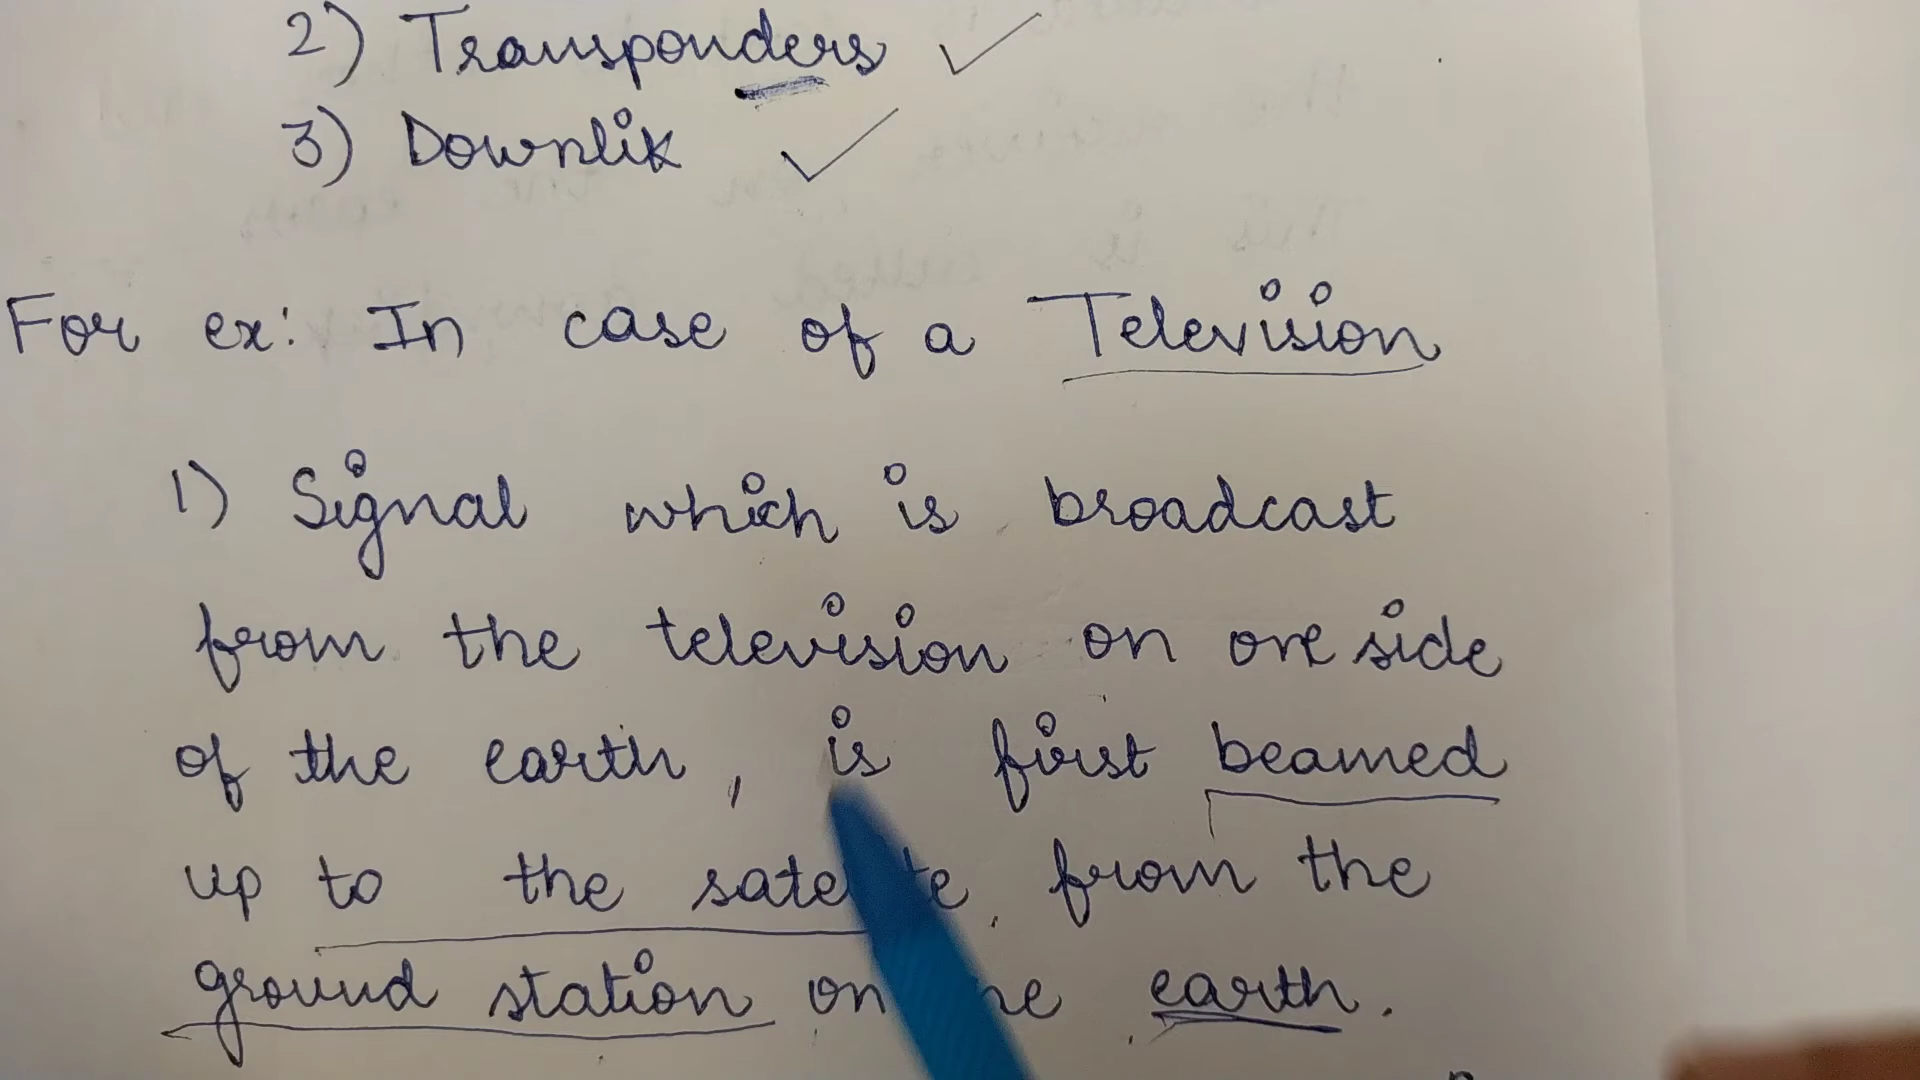 2) Transponders
3) Downlik
For ex: In case of a Television
1) Signal which is broadcast
from the television on one side
of the earth, is first beamed
up to the from the
ground station on earth.